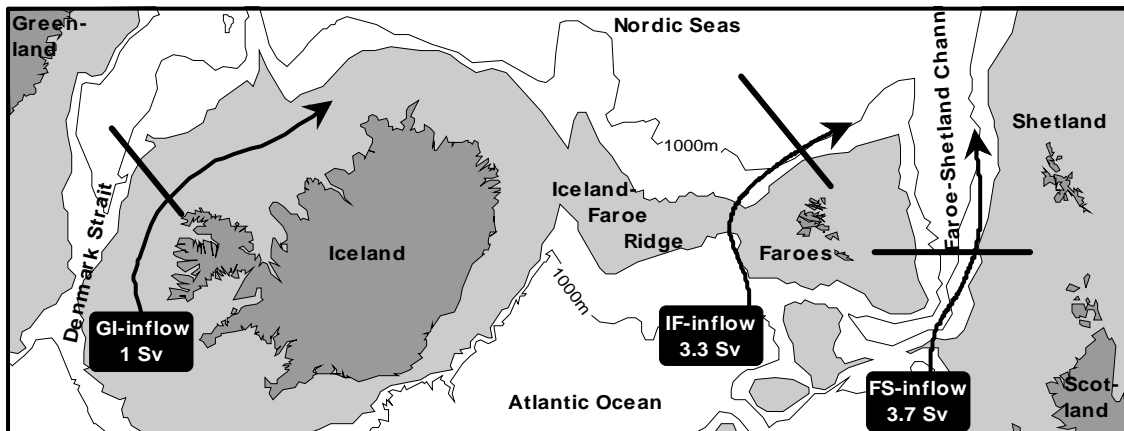 Green-
land
Nordic Seas
Denmark Strait
Iceland
GI-inflow
1 Sv
1000m
1000m
Iceland-
Faroe
Ridge
Faroes
IF-inflow
3.3 Sv
Faroe-Shetland Chann
Shetland
FS-inflow
3.7 Sv
Atlantic Ocean
Scot-
land